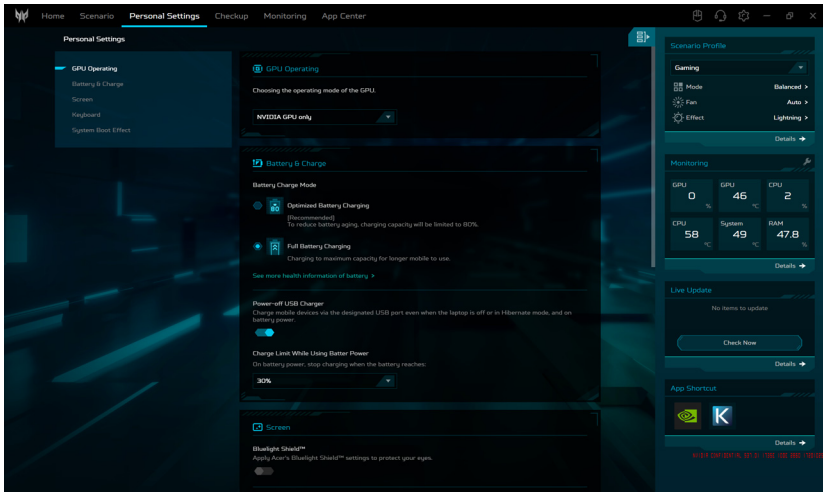 Home Scenario Personal Settings Checkup Monitoring App Center
Personal Settings
GPU Operating
Battery & Charge
Screen
Keyboard
System Boot Effect
GPU Operating
Choosing the operating mode of the GPU.
NVIDIA GPU only
Battery & Charge
Battery Charge Mode
80
Optimized Battery Charging
[Recommended]
To reduce battery aging, charging capacity will be limited to 80%.
Full Battery Charging
Charging to maximum capacity for longer mobile to use.
See more health information of battery >
Power-off USB Charger
Charge mobile devices via the designated USB port even when the laptop is off or in Hibernate mode, and on
battery power.
Charge Limit While Using Batter Power
On battery power, stop charging when the battery reaches:
30%
Screen
Bluelight Shield™
Apply Acer's Bluelight Shield™ settings to protect your eyes.
Scenario Profile
Gaming
Mode Balanced >
Fan Auto >
Effect Lightning >
Details →
Monitoring
GPU GPU CPU
0 % 46 °C 2 %
CPU System RAM
58 °C 49 °C 47.8 %
Details →
Live Update
No items to update
Check Now
Details →
App Shortcut
K
Details →